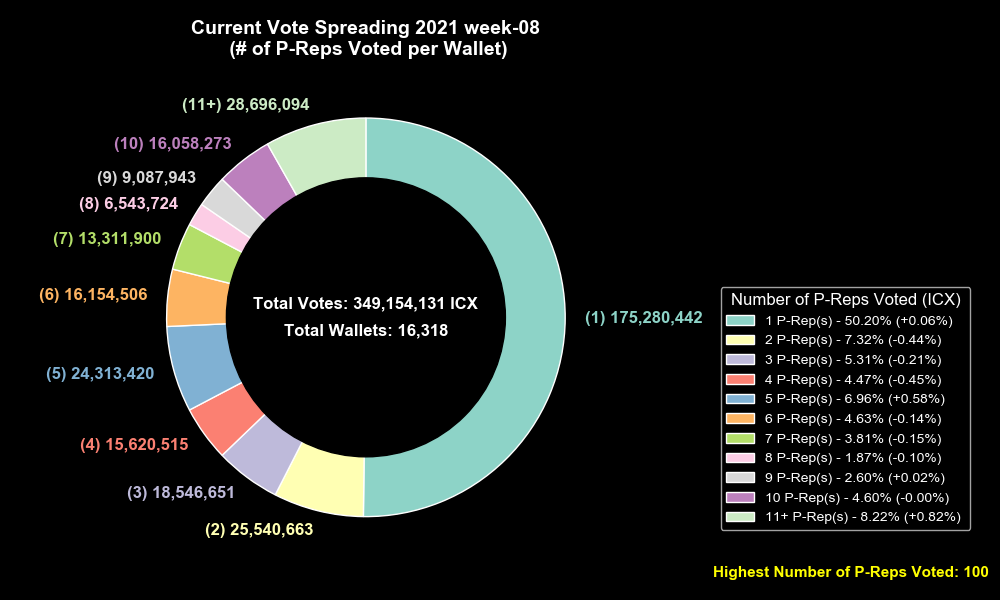 Current Vote Spreading 2021 week-08
(# of P-Reps Voted per Wallet)
(11+) 28,696,094
(10) 16,058,273
(9) 9,087,943
(8) 6,543,724
(7) 13,311,900
(6) 16,154,506
(5) 24,313,420
(4) 15,620,515
(3) 18,546,651
(2) 25,540,663
(1) 175,280,442
Total Votes: 349,154,131 ICX
Total Wallets: 16,318
Number of P-Reps Voted (ICX)
1 P-Rep(s) - 50.20% (+0.06%)
2 P-Rep(s) - 7.32% (-0.44%)
3 P-Rep(s) - 5.31% (-0.21%)
4 P-Rep(s) - 4.47% (-0.45%)
5 P-Rep(s) - 6.96% (+0.58%)
6 P-Rep(s) - 4.63% (-0.14%)
7 P-Rep(s) - 3.81% (-0.15%)
8 P-Rep(s) - 1.87% (-0.10%)
9 P-Rep(s) - 2.60% (+0.02%)
10 P-Rep(s) - 4.60% (-0.00%)
11+ P-Rep(s) - 8.22% (+0.82%)
Highest Number of P-Reps Voted: 100